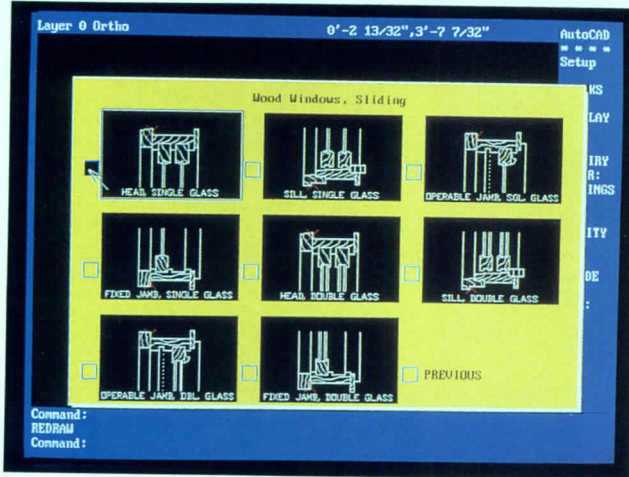 Layer 0 Ortho
0'-2 13/32",3'-7 7/32"
AutoCAD
* * * *
Setup
KS
LAY
IRY
R:
INGS
ITY
DE
:
Wood Windows, Sliding
HEAD, SINGLE GLASS
SILL, SINGLE GLASS
OPERABLE JAMB, SGL. GLASS
FIXED JAMB, SINGLE GLASS
HEAD, DOUBLE GLASS
SILL, DOUBLE GLASS
OPERABLE JAMB, DBL. GLASS
FIXED JAMB, DOUBLE GLASS
PREVIOUS
Command:
REDRAW
Command: